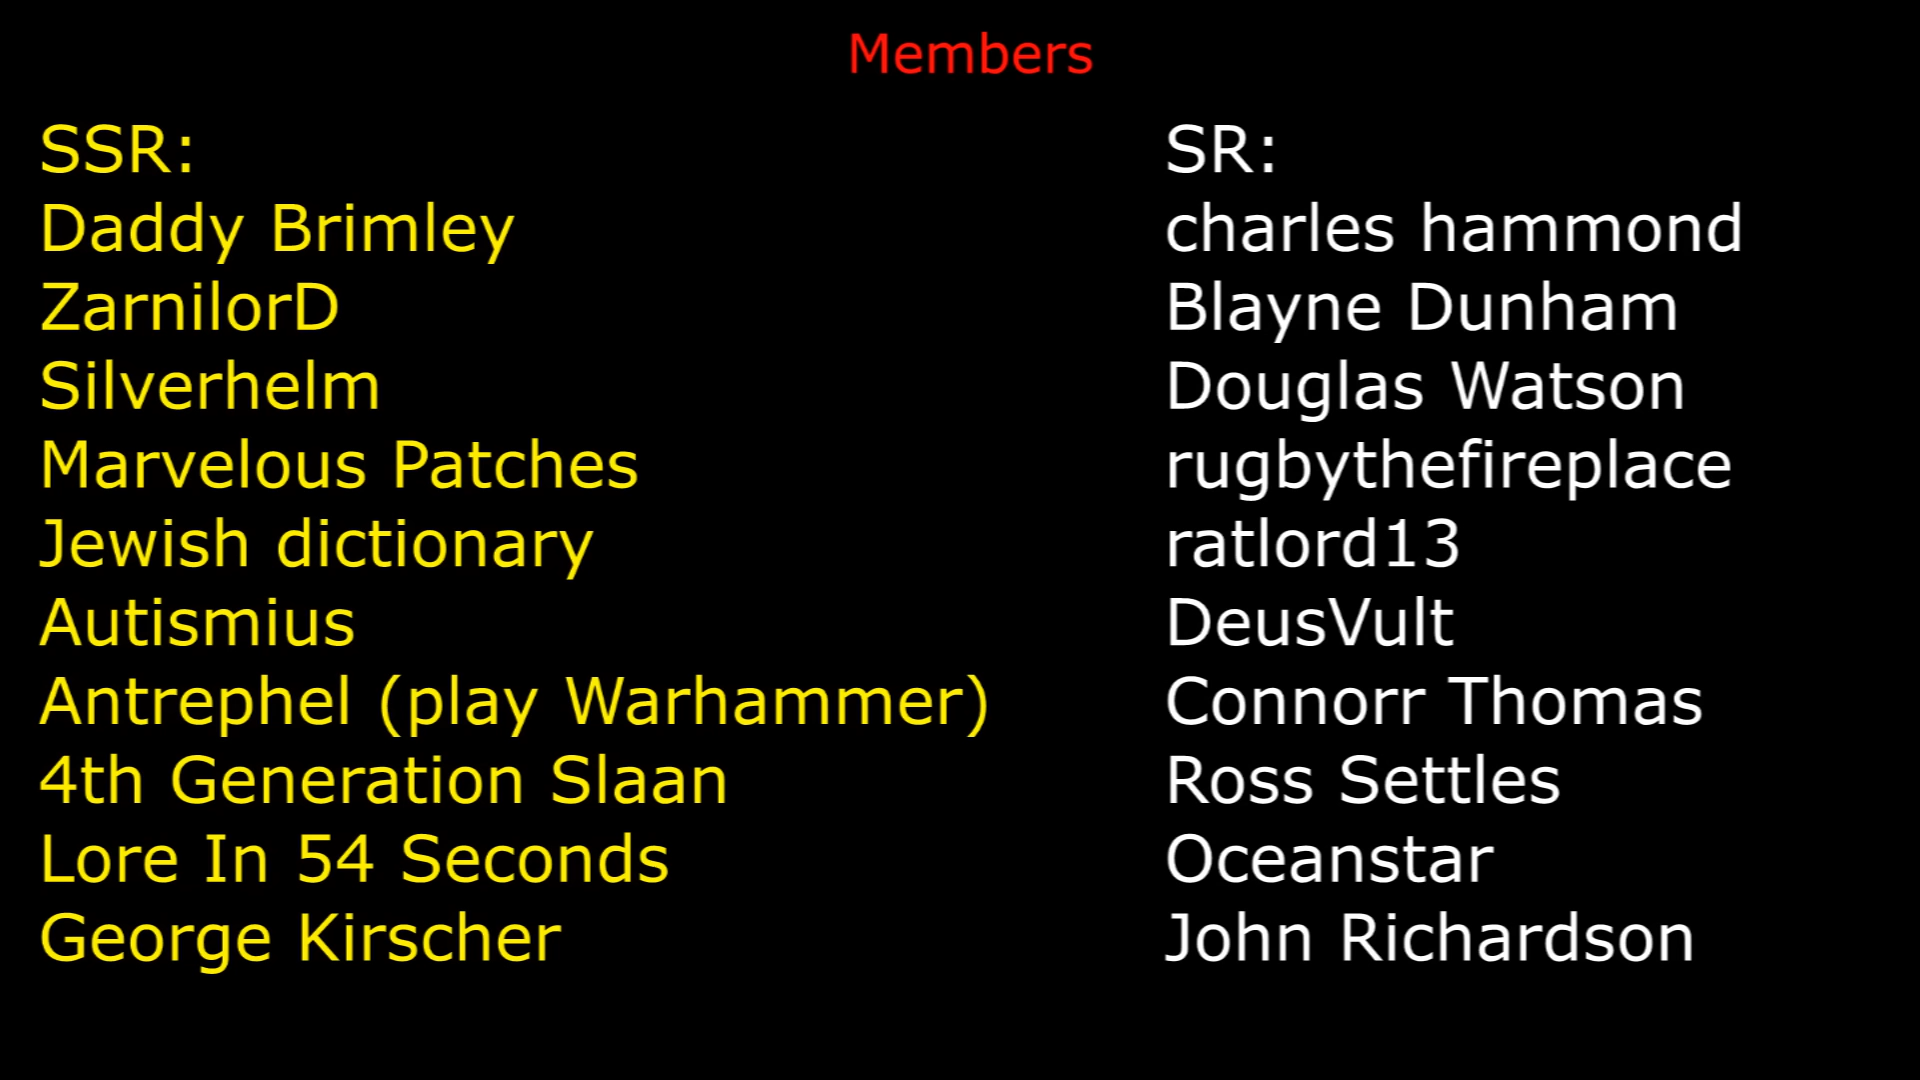 Members
SSR:
Daddy Brimley
ZarnilorD
Silverhelm
Marvelous Patches
Jewish dictionary
Autismius
Antrephel (play Warhammer)
4th Generation Slaan
Lore In 54 Seconds
George Kirscher
SR:
charles hammond
Blayne Dunham
Douglas Watson
rugbythefireplace
ratlord13
DeusVult
Connorr Thomas
Ross Settles
Oceanstar
John Richardson